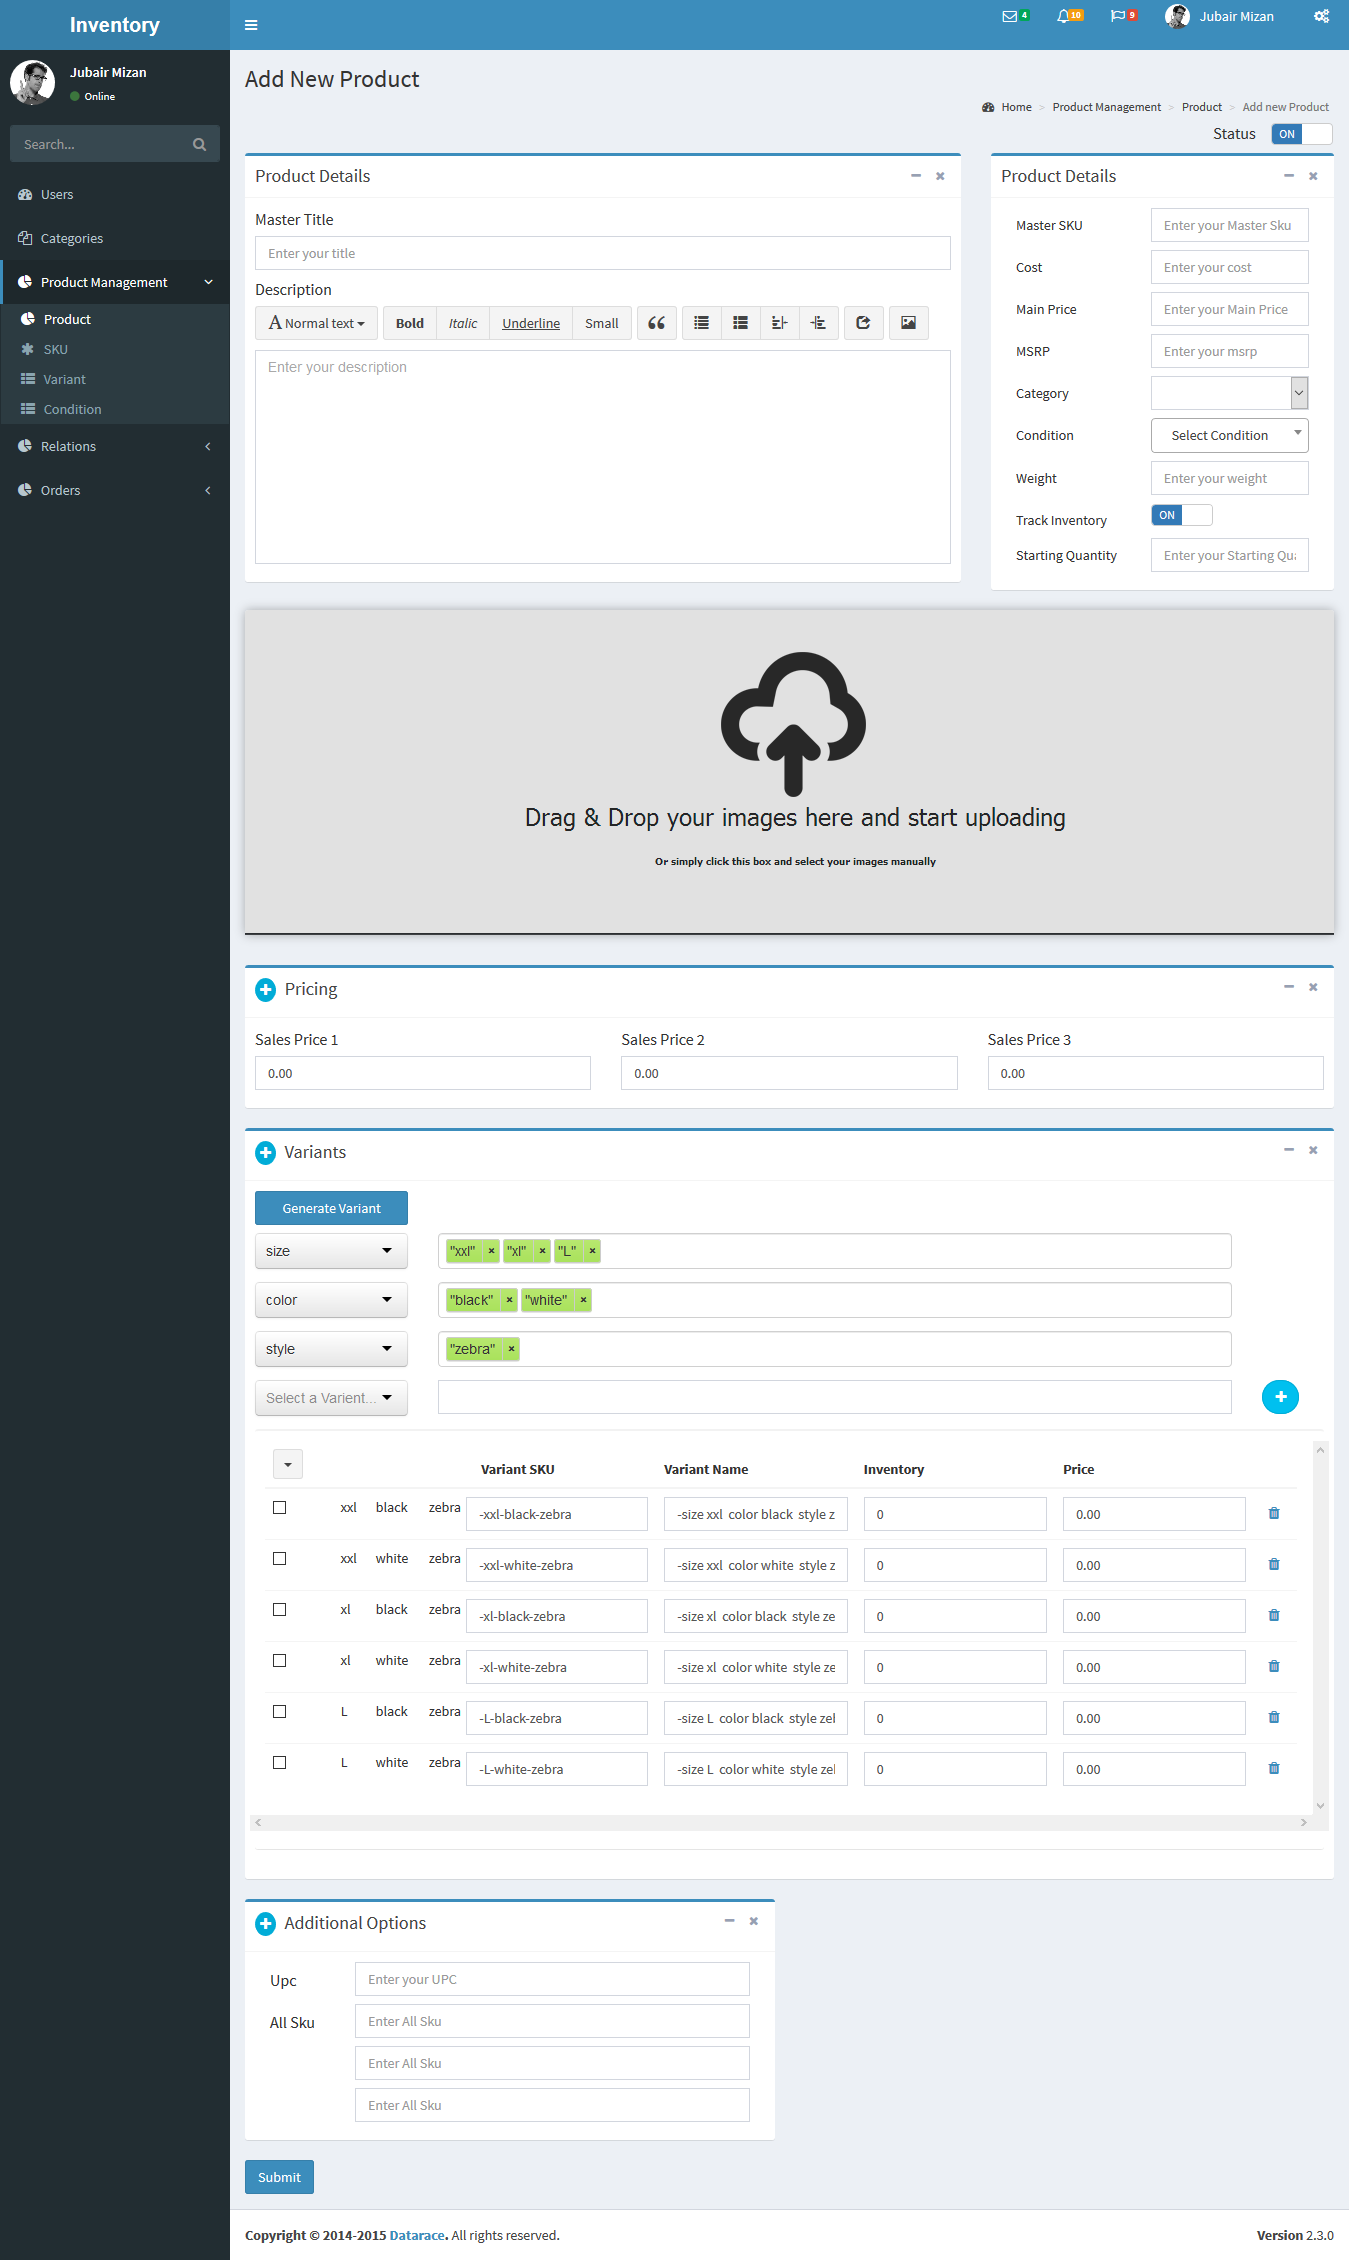 Inventory
4
10
9
Jubair Mizan
Jubair Mizan
Online
Search...
Users
Categories
Product Management
Product
SKU
Variant
Condition
Relations
Orders
Add New Product
Home > Product Management > Product > Add new Product
Status ON
Product Details
Master Title
Enter your title
Description
A Normal text Bold Italic Underline Small
Enter your description
Product Details
Master SKU Enter your Master Sku
Cost Enter your cost
Main Price Enter your Main Price
MSRP Enter your msrp
Category
Condition Select Condition
Weight Enter your weight
Track Inventory ON
Starting Quantity Enter your Starting Qua
Drag & Drop your images here and start uploading
Or simply click this box and select your images manually
Pricing
Sales Price 1 Sales Price 2 Sales Price 3
0.00 0.00 0.00
Variants
Generate Variant
size "xxl" × "xl" × "L" ×
color "black" × "white" ×
style "zebra" ×
Select a Varient...
Variant SKU Variant Name Inventory Price
xxl black zebra -xxl-black-zebra -size xxl color black style z 0 0.00
xxl white zebra -xxl-white-zebra -size xxl color white style z 0 0.00
xl black zebra -xl-black-zebra -size xl color black style ze 0 0.00
xl white zebra -xl-white-zebra -size xl color white style ze 0 0.00
L black zebra -L-black-zebra -size L color black style zel 0 0.00
L white zebra -L-white-zebra -size L color white style zel 0 0.00
Additional Options
Upc Enter your UPC
All Sku Enter All Sku
Enter All Sku
Enter All Sku
Submit
Copyright © 2014-2015 Datarace. All rights reserved.
Version 2.3.0